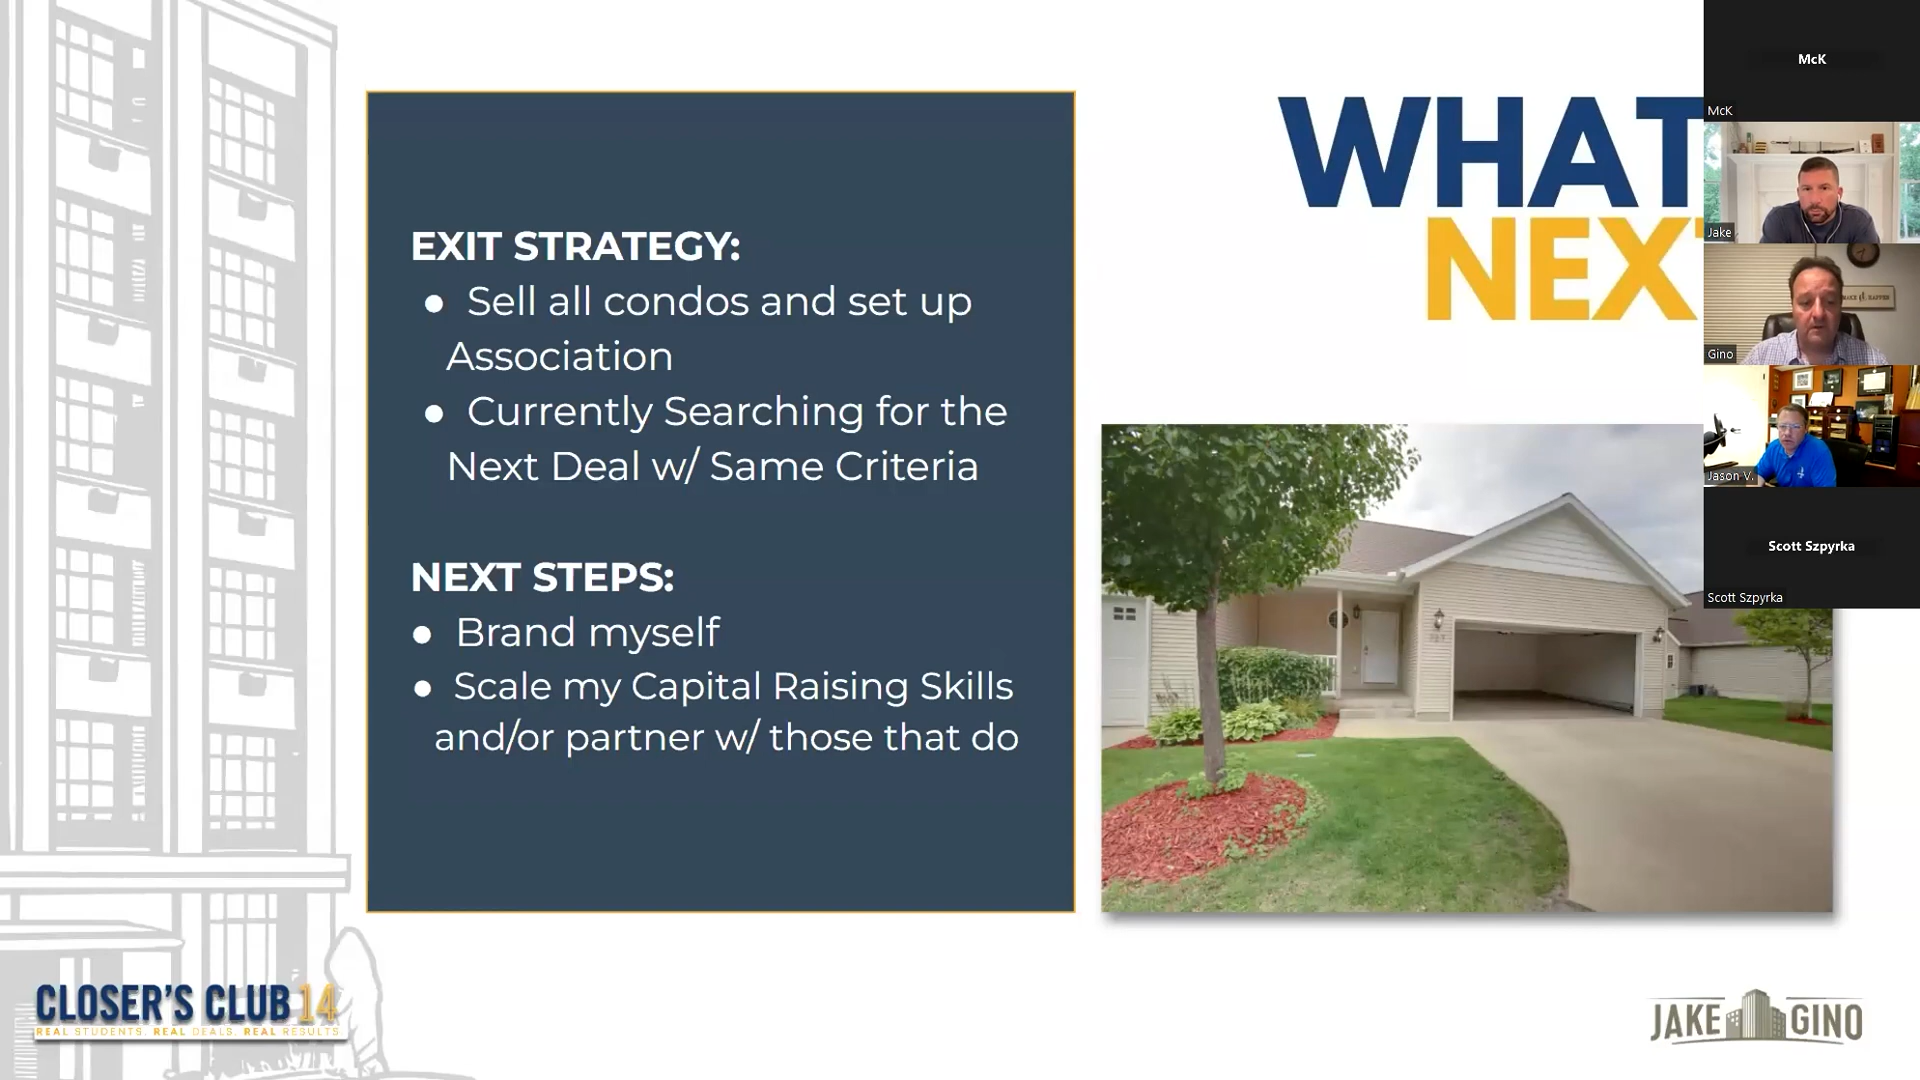 WHAT
NEX
EXIT STRATEGY:
● Sell all condos and set up
Association
● Currently Searching for the
Next Deal w/ Same Criteria
NEXT STEPS:
● Brand myself
● Scale my Capital Raising Skills
and/or partner w/ those that do
McK
McK
Jake
Gino
Jason V.
Scott Szpyrka
Scott Szpyrka
CLOSER'S CLUB 14
REAL STUDENTS. REAL DEALS. REAL RESULTS
JAKE GINO